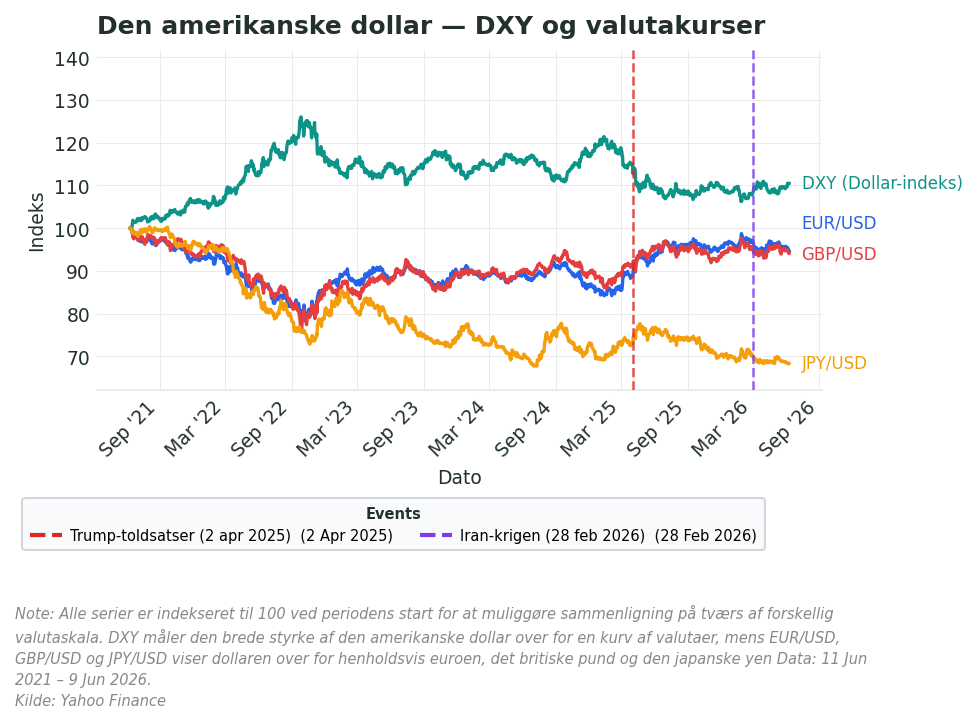 Den amerikanske dollar — DXY og valutakurser
140
130
120
110
100
90
80
70
Indeks
DXY (Dollar-indeks)
EUR/USD
GBP/USD
JPY/USD
Sep '21
Mar '22
Sep '22
Mar '23
Sep '23
Mar '24
Sep '24
Mar '25
Sep '25
Mar '26
Sep '26
Dato
Events
Trump-toldsatser (2 apr 2025)  (2 Apr 2025)
Iran-krigen (28 feb 2026)  (28 Feb 2026)
Note: Alle serier er indekseret til 100 ved periodens start for at muliggøre sammenligning på tværs af forskellig
valutaskala. DXY måler den brede styrke af den amerikanske dollar over for en kurv af valutaer, mens EUR/USD,
GBP/USD og JPY/USD viser dollaren over for henholdsvis euroen, det britiske pund og den japanske yen Data: 11 Jun
2021 – 9 Jun 2026.
Kilde: Yahoo Finance